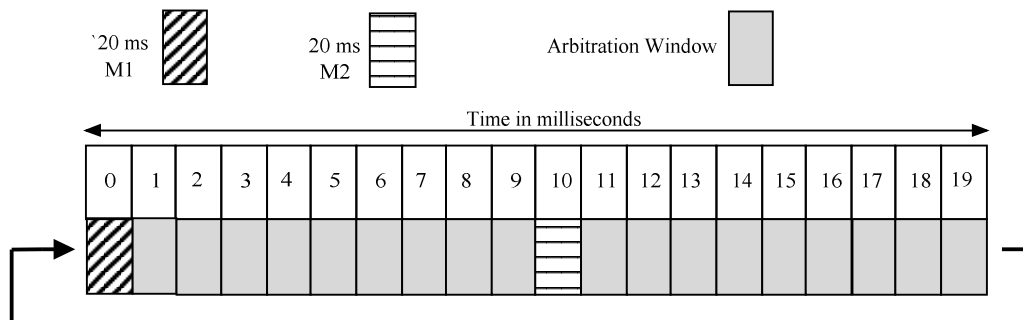 `20 ms
M1
20 ms
M2
Arbitration Window
Time in milliseconds
0 1 2 3 4 5 6 7 8 9 10 11 12 13 14 15 16 17 18 19